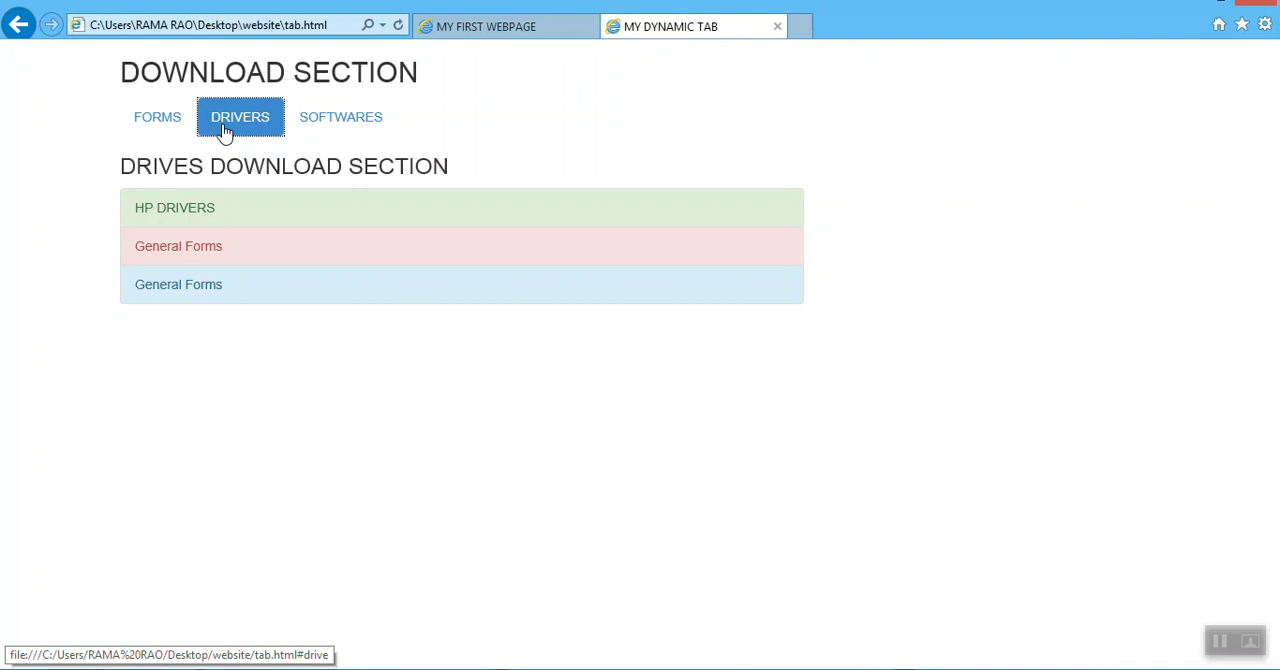 C:\Users\RAMA RAO\Desktop\website\tab.html
MY FIRST WEBPAGE
MY DYNAMIC TAB
DOWNLOAD SECTION
FORMS DRIVERS SOFTWARES
DRIVES DOWNLOAD SECTION
HP DRIVERS
General Forms
General Forms
file:///C:/Users/RAMA%20RAO/Desktop/website/tab.html#drive